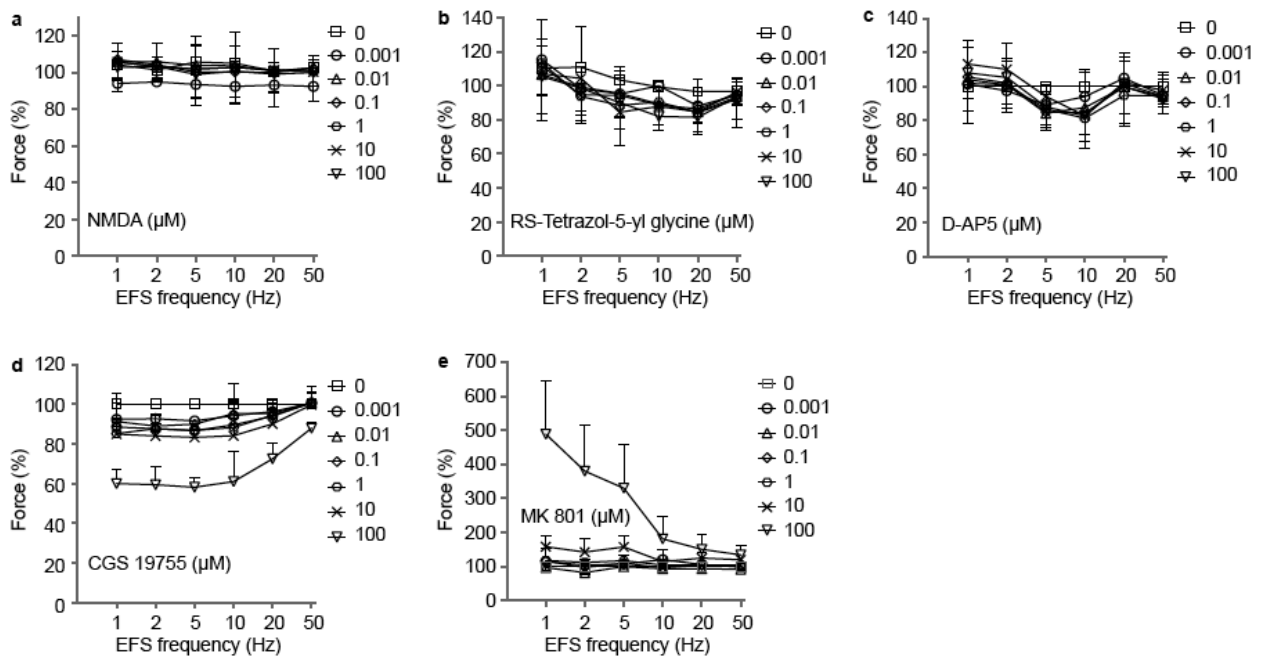 a
120
100
80
60
40
20
0
Force (%)
NMDA (µM)
1 2 5 10 20 50
EFS frequency (Hz)
0
0.001
0.01
0.1
1
10
100
b
140
120
100
80
60
40
20
0
Force (%)
RS-Tetrazol-5-yl glycine (µM)
1 2 5 10 20 50
EFS frequency (Hz)
0
0.001
0.01
0.1
1
10
100
c
140
120
100
80
60
40
20
0
Force (%)
D-AP5 (µM)
1 2 5 10 20 50
EFS frequency (Hz)
0
0.001
0.01
0.1
1
10
100
d
120
100
80
60
40
20
0
Force (%)
CGS 19755 (µM)
1 2 5 10 20 50
EFS frequency (Hz)
0
0.001
0.01
0.1
1
10
100
e
700
600
500
400
300
200
100
0
Force (%)
MK 801 (µM)
1 2 5 10 20 50
EFS frequency (Hz)
0
0.001
0.01
0.1
1
10
100